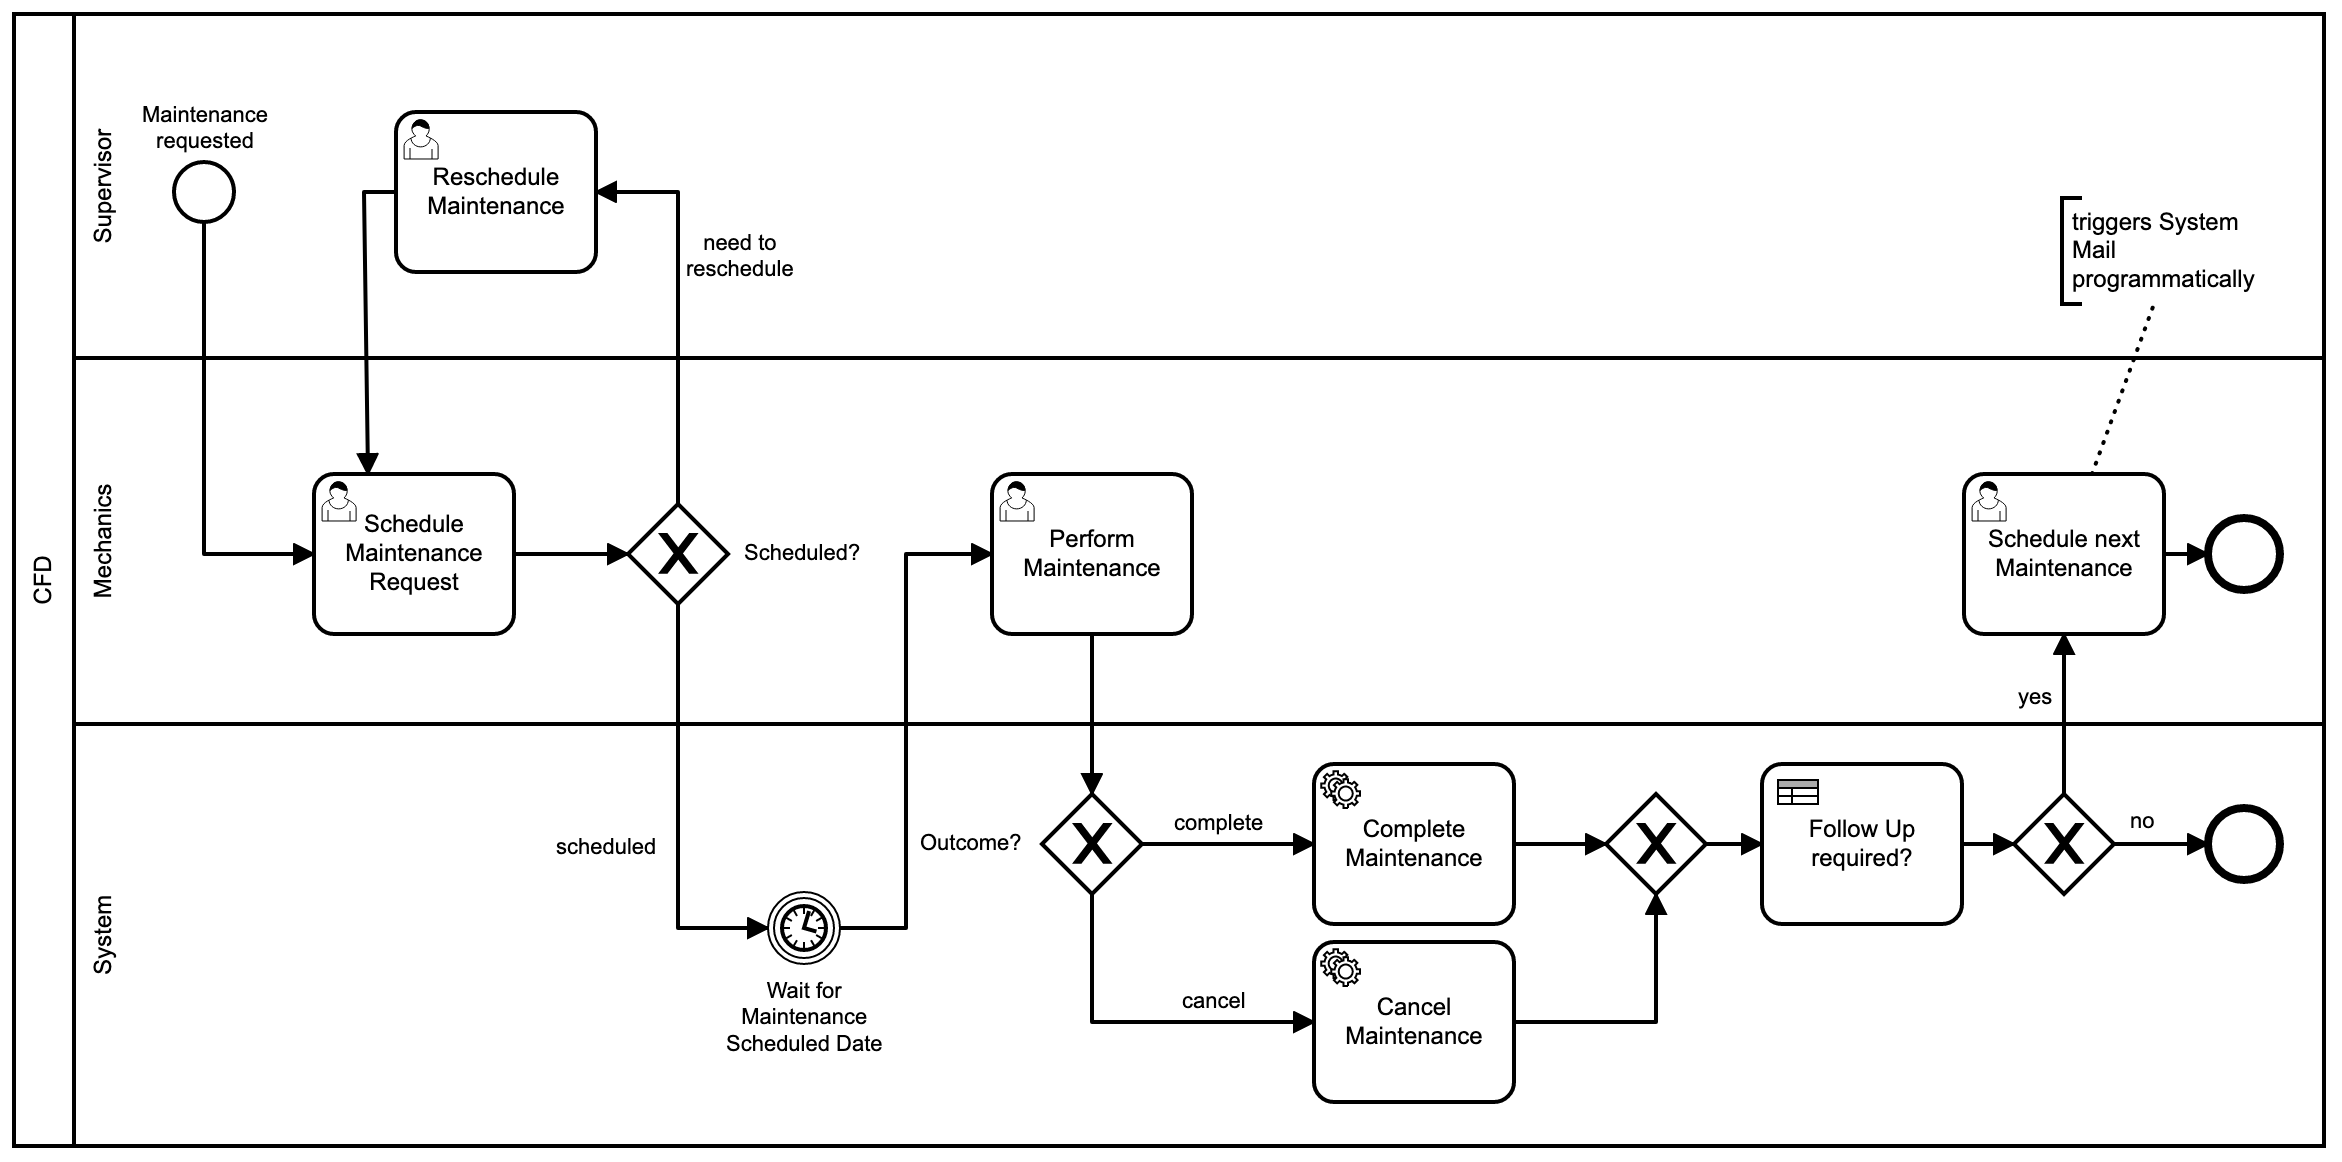 CFD
Supervisor
Maintenance
requested
Reschedule
Maintenance
need to
reschedule
triggers System
Mail
programmatically
Mechanics
Schedule
Maintenance
Request
X
Scheduled?
Perform
Maintenance
Schedule next
Maintenance
yes
System
scheduled
Wait for
Maintenance
Scheduled Date
Outcome?
X
complete
Complete
Maintenance
cancel
Cancel
Maintenance
X
Follow Up
required?
X
no